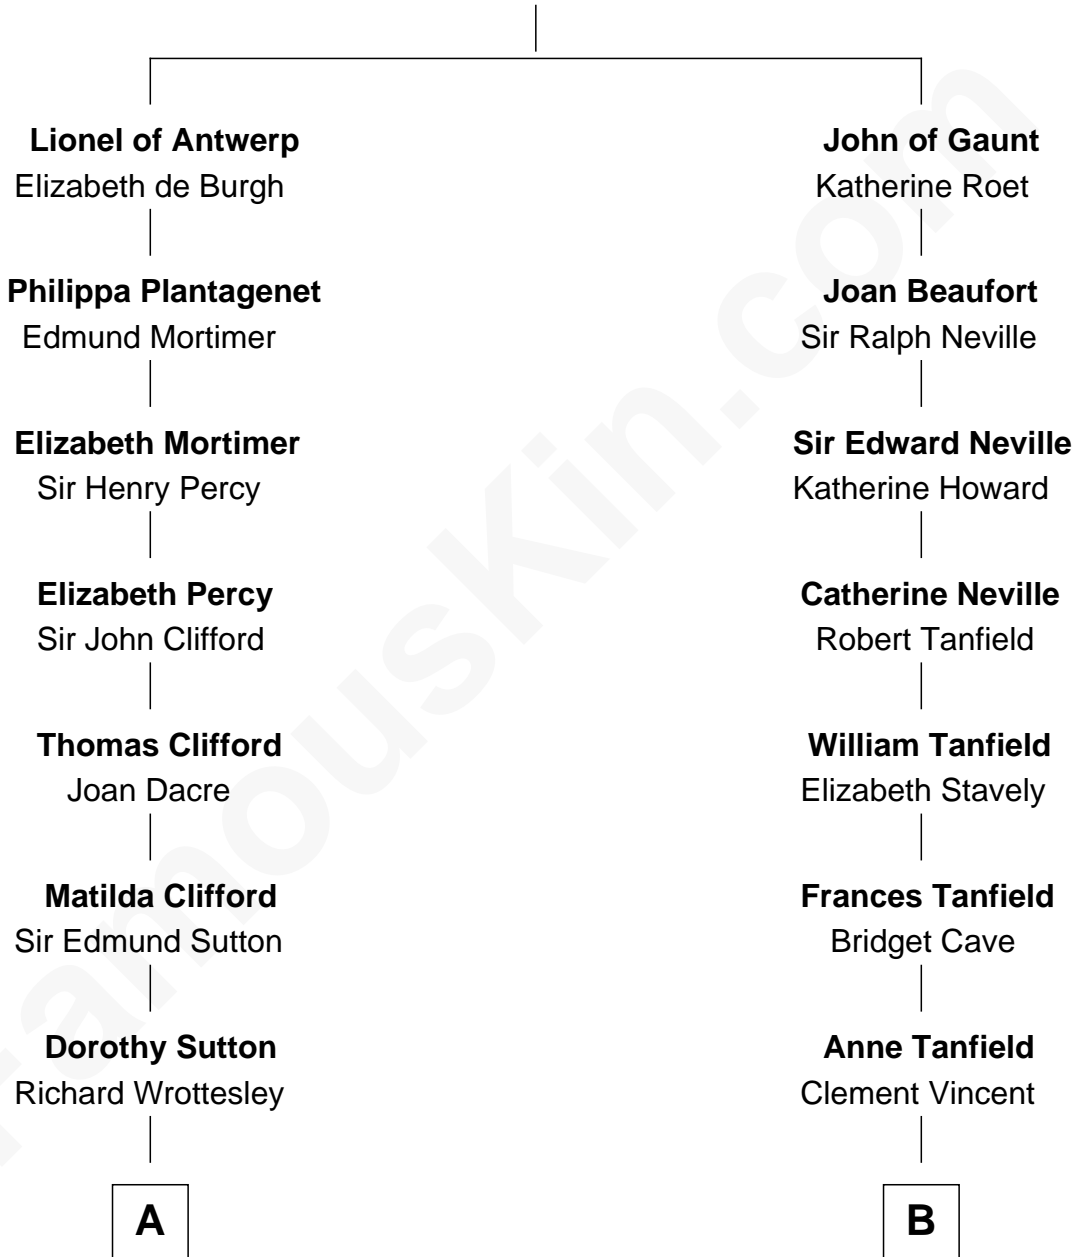 Lionel of Antwerp
Elizabeth de Burgh
Philippa Plantagenet
Edmund Mortimer
Elizabeth Mortimer
Sir Henry Percy
Elizabeth Percy
Sir John Clifford
Thomas Clifford
Joan Dacre
Matilda Clifford
Sir Edmund Sutton
Dorothy Sutton
Richard Wrottesley
A
John of Gaunt
Katherine Roet
Joan Beaufort
Sir Ralph Neville
Sir Edward Neville
Katherine Howard
Catherine Neville
Robert Tanfield
William Tanfield
Elizabeth Stavely
Frances Tanfield
Bridget Cave
Anne Tanfield
Clement Vincent
B
FamousKin.com